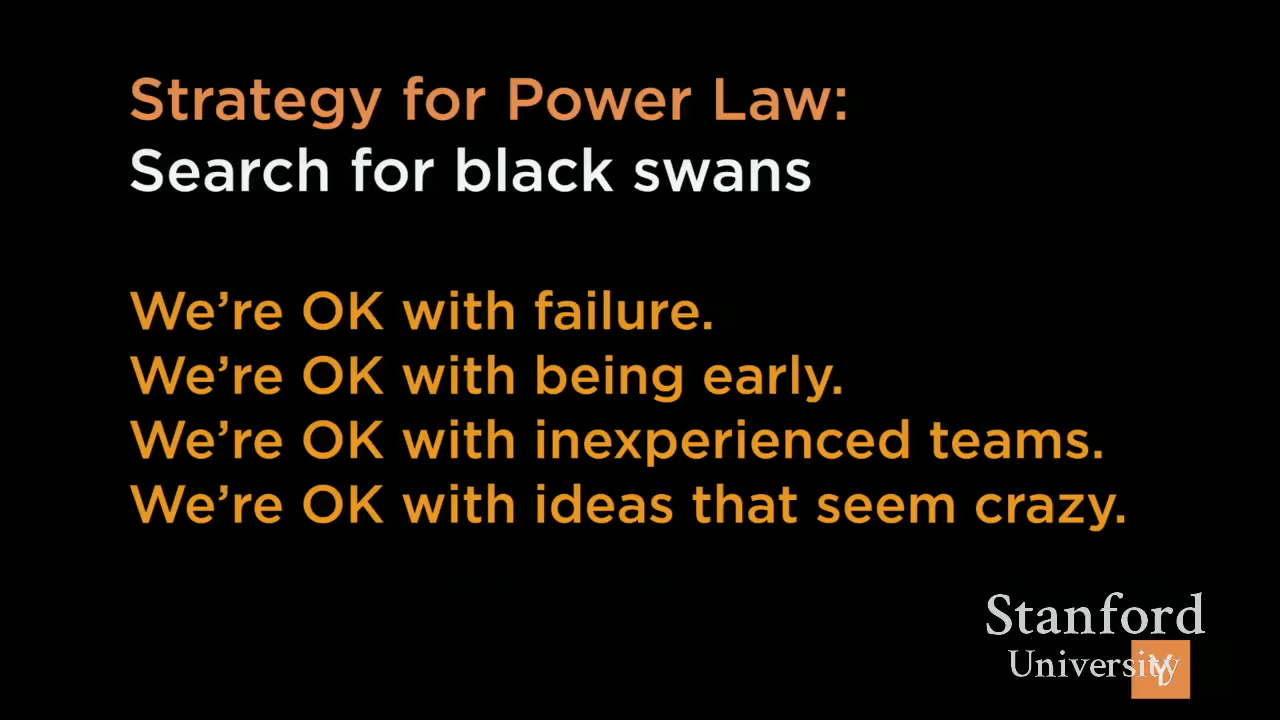 Strategy for Power Law:
Search for black swans
We’re OK with failure.
We’re OK with being early.
We’re OK with inexperienced teams.
We’re OK with ideas that seem crazy.
Stanford
University
Y